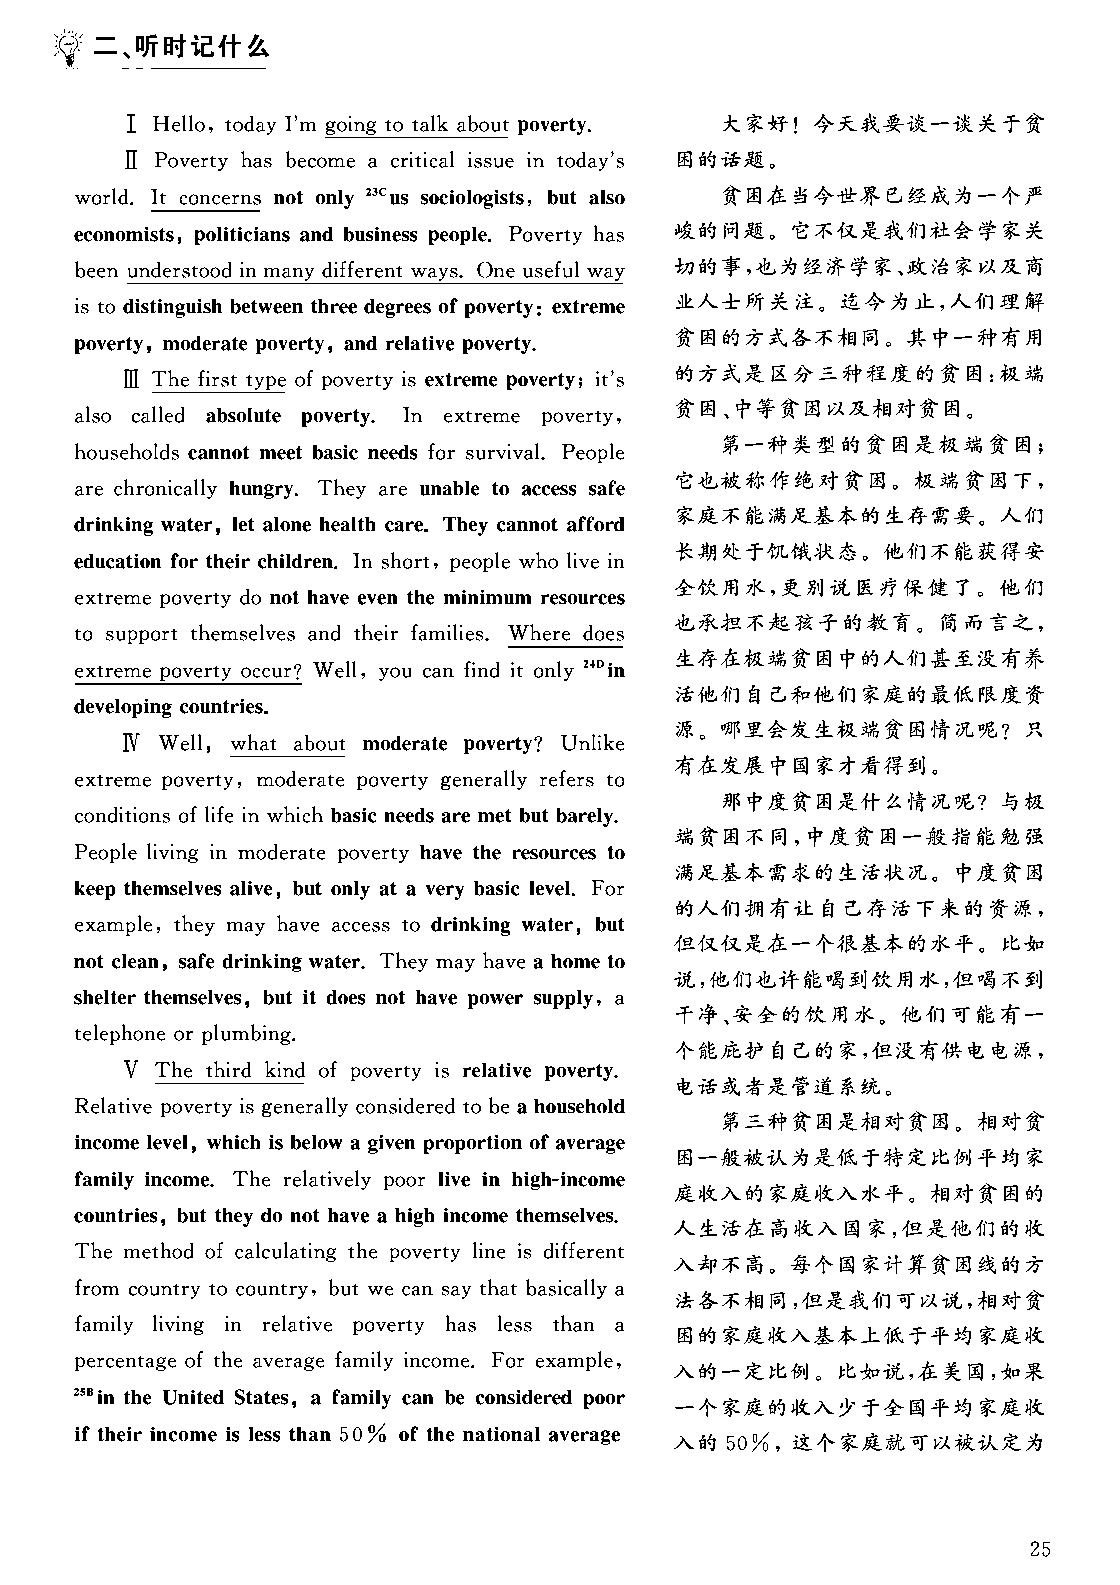 二、听时记什么
Ⅰ Hello, today I'm going to talk about poverty.
Ⅱ Poverty has become a critical issue in today's
world. It concerns not only 23C us sociologists, but also
economists, politicians and business people. Poverty has
been understood in many different ways. One useful way
is to distinguish between three degrees of poverty: extreme
poverty, moderate poverty, and relative poverty.
Ⅲ The first type of poverty is extreme poverty; it's
also called absolute poverty. In extreme poverty,
households cannot meet basic needs for survival. People
are chronically hungry. They are unable to access safe
drinking water, let alone health care. They cannot afford
education for their children. In short, people who live in
extreme poverty do not have even the minimum resources
to support themselves and their families. Where does
extreme poverty occur? Well, you can find it only 24D in
developing countries.
Ⅳ Well, what about moderate poverty? Unlike
extreme poverty, moderate poverty generally refers to
conditions of life in which basic needs are met but barely.
People living in moderate poverty have the resources to
keep themselves alive, but only at a very basic level. For
example, they may have access to drinking water, but
not clean, safe drinking water. They may have a home to
shelter themselves, but it does not have power supply, a
telephone or plumbing.
Ⅴ The third kind of poverty is relative poverty.
Relative poverty is generally considered to be a household
income level, which is below a given proportion of average
family income. The relatively poor live in high-income
countries, but they do not have a high income themselves.
The method of calculating the poverty line is different
from country to country, but we can say that basically a
family living in relative poverty has less than a
percentage of the average family income. For example,
25B in the United States, a family can be considered poor
if their income is less than 50% of the national average
大家好！今天我要谈一谈关于贫
困的话题。
贫困在当今世界已经成为一个严
峻的问题。它不仅是我们社会学家关
切的事,也为经济学家、政治家以及商
业人士所关注。迄今为止,人们理解
贫困的方式各不相同。其中一种有用
的方式是区分三种程度的贫困:极端
贫困、中等贫困以及相对贫困。
第一种类型的贫困是极端贫困;
它也被称作绝对贫困。极端贫困下,
家庭不能满足基本的生存需要。人们
长期处于饥饿状态。他们不能获得安
全饮用水,更别说医疗保健了。他们
也承担不起孩子的教育。简而言之,
生存在极端贫困中的人们甚至没有养
活他们自己和他们家庭的最低限度资
源。哪里会发生极端贫困情况呢？只
有在发展中国家才看得到。
那中度贫困是什么情况呢？与极
端贫困不同,中度贫困一般指能勉强
满足基本需求的生活状况。中度贫困
的人们拥有让自己存活下来的资源,
但仅仅是在一个很基本的水平。比如
说,他们也许能喝到饮用水,但喝不到
干净、安全的饮用水。他们可能有一
个能庇护自己的家,但没有供电电源,
电话或者是管道系统。
第三种贫困是相对贫困。相对贫
困一般被认为是低于特定比例平均家
庭收入的家庭收入水平。相对贫困的
人生活在高收入国家,但是他们的收
入却不高。每个国家计算贫困线的方
法各不相同,但是我们可以说,相对贫
困的家庭收入基本上低于平均家庭收
入的一定比例。比如说,在美国,如果
一个家庭的收入少于全国平均家庭收
入的 50%, 这个家庭就可以被认定为
25